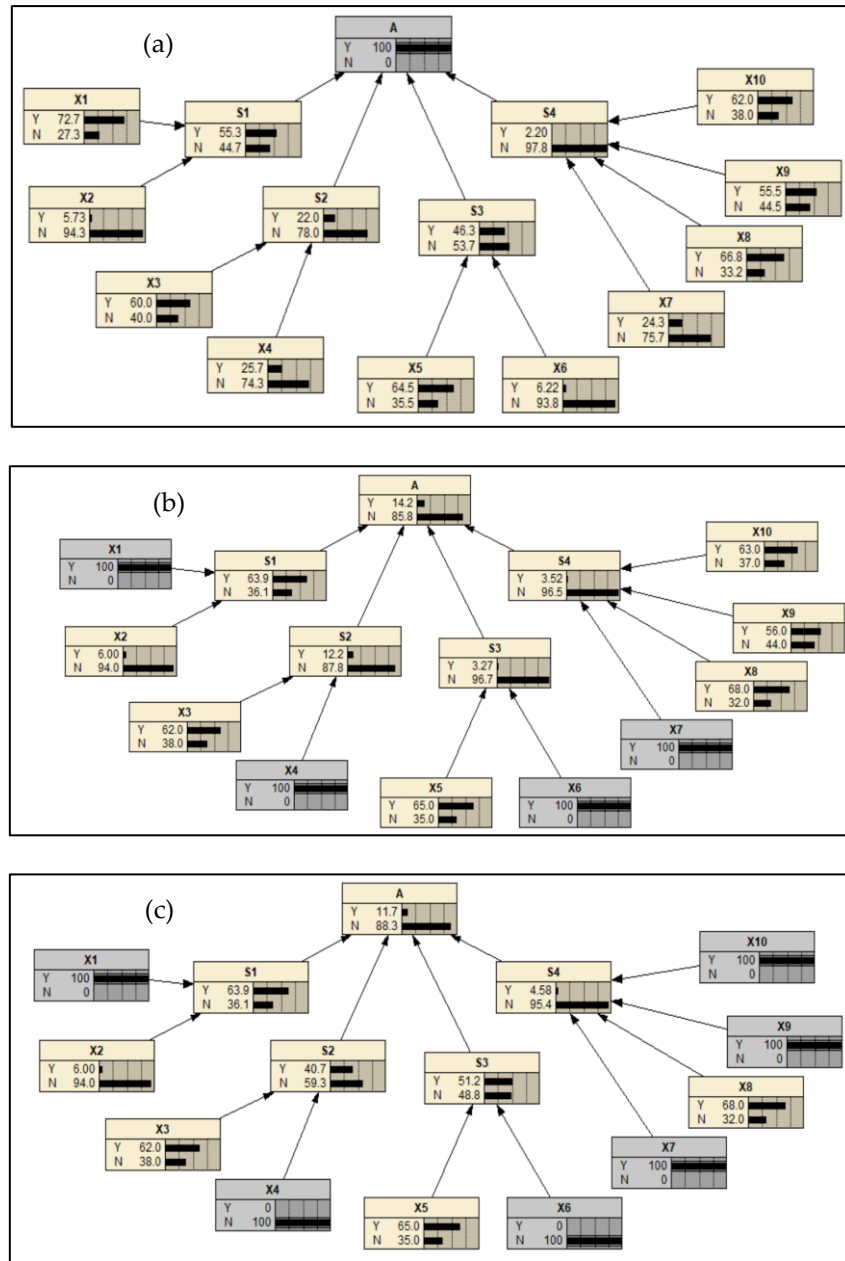 (a)
A
Y 100
N 0
X1
Y 72.7
N 27.3
S1
Y 55.3
N 44.7
S4
Y 2.20
N 97.8
X10
Y 62.0
N 38.0
X2
Y 5.73
N 94.3
S2
Y 22.0
N 78.0
S3
Y 46.3
N 53.7
X9
Y 55.5
N 44.5
X8
Y 66.8
N 33.2
X3
Y 60.0
N 40.0
X7
Y 24.3
N 75.7
X4
Y 25.7
N 74.3
X5
Y 64.5
N 35.5
X6
Y 6.22
N 93.8
(b)
A
Y 14.2
N 85.8
X1
Y 100
N 0
S1
Y 63.9
N 36.1
S4
Y 3.52
N 96.5
X10
Y 63.0
N 37.0
X2
Y 6.00
N 94.0
S2
Y 12.2
N 87.8
S3
Y 3.27
N 96.7
X9
Y 56.0
N 44.0
X8
Y 68.0
N 32.0
X3
Y 62.0
N 38.0
X7
Y 100
N 0
X4
Y 100
N 0
X5
Y 65.0
N 35.0
X6
Y 100
N 0
(c)
A
Y 11.7
N 88.3
X1
Y 100
N 0
S1
Y 63.9
N 36.1
S4
Y 4.58
N 95.4
X10
Y 100
N 0
X2
Y 6.00
N 94.0
S2
Y 40.7
N 59.3
S3
Y 51.2
N 48.8
X9
Y 100
N 0
X8
Y 68.0
N 32.0
X3
Y 62.0
N 38.0
X7
Y 100
N 0
X4
Y 0
N 100
X5
Y 65.0
N 35.0
X6
Y 0
N 100